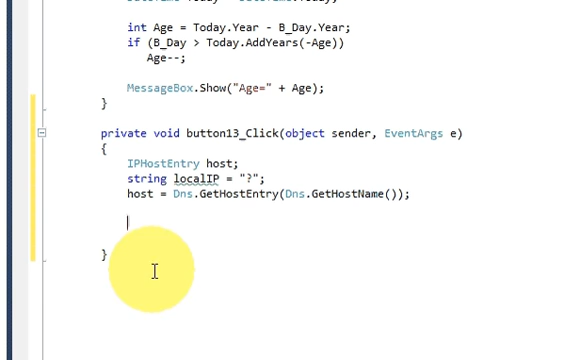 int Age = Today.Year - B_Day.Year;
if (B_Day > Today.AddYears(-Age))
Age--;
MessageBox.Show("Age=" + Age);
}
private void button13_Click(object sender, EventArgs e)
{
IPHostEntry host;
string localIP = "?";
host = Dns.GetHostEntry(Dns.GetHostName());
}